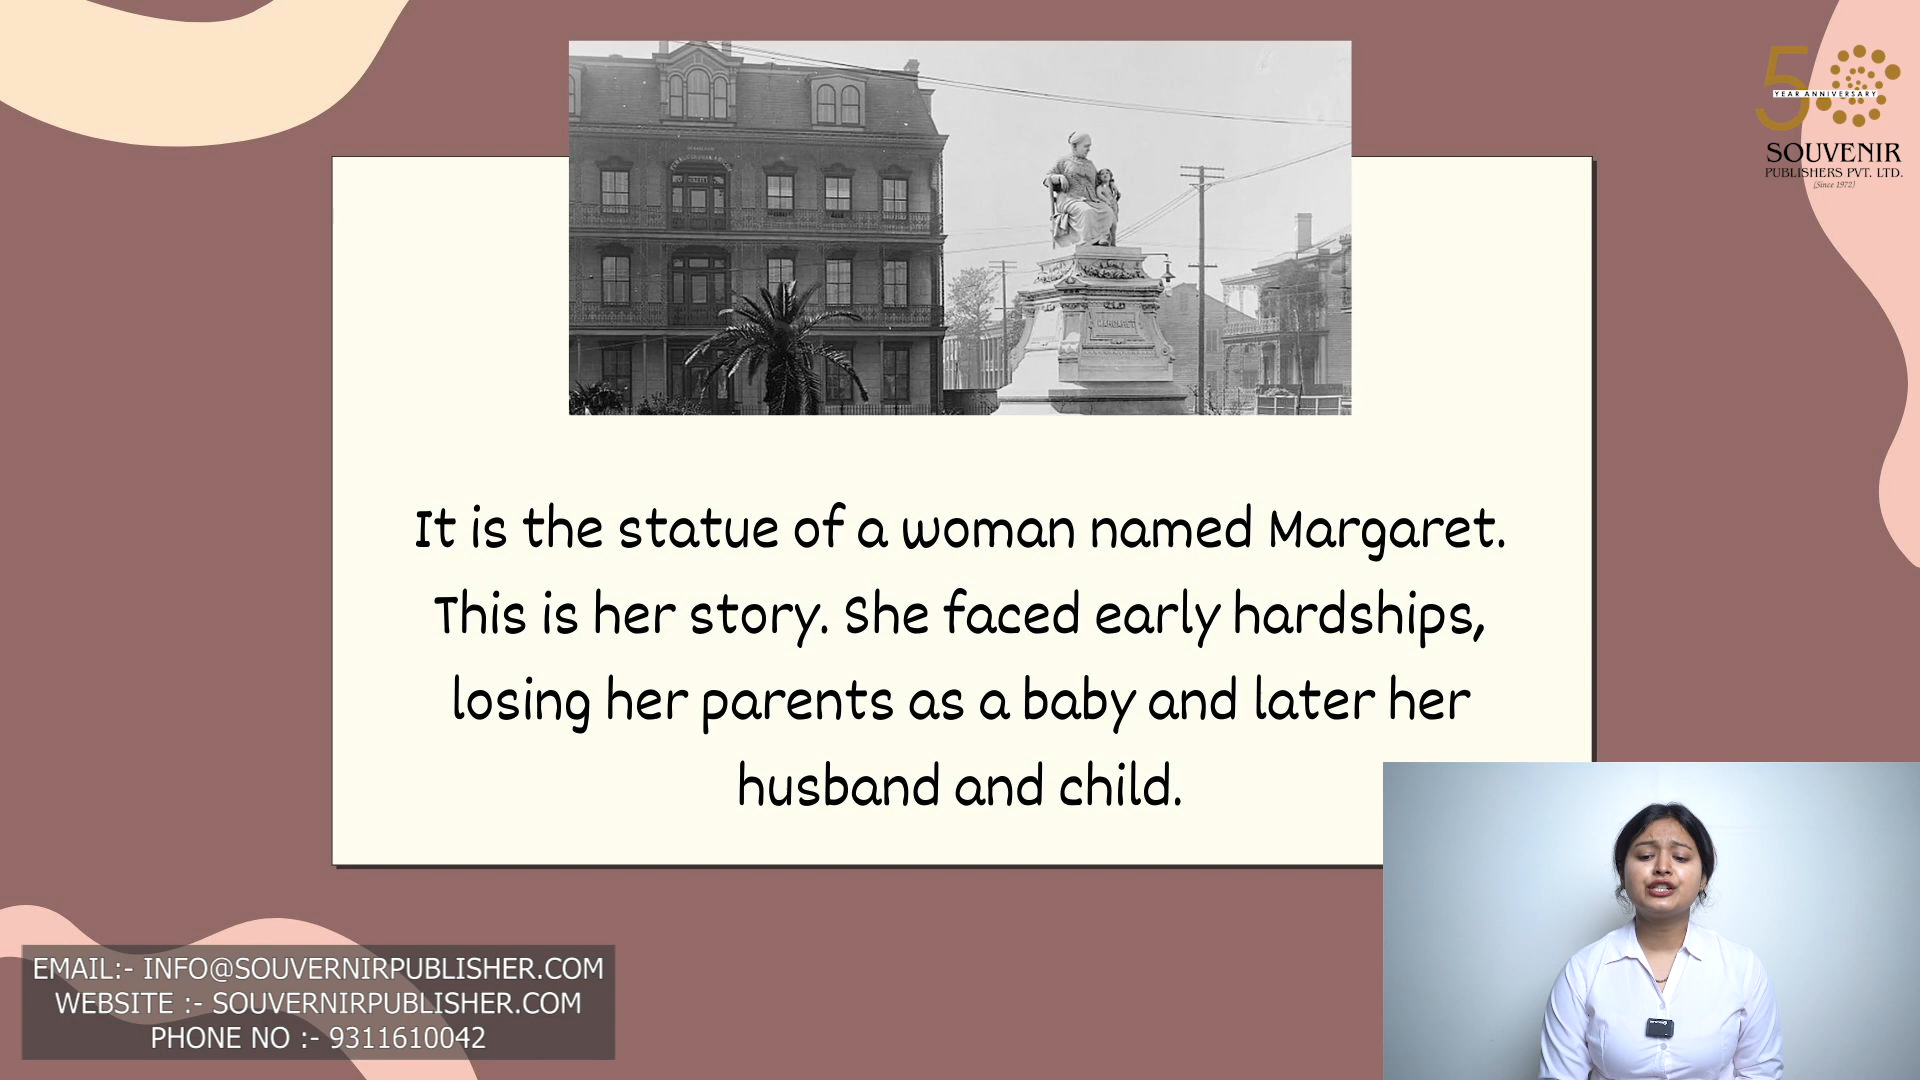 50
YEAR ANNIVERSARY
SOUVENIR
PUBLISHERS PVT. LTD.
(Since 1972)
MARGARET
It is the statue of a woman named Margaret.
This is her story. She faced early hardships,
losing her parents as a baby and later her
husband and child.
EMAIL:- INFO@SOUVERNIRPUBLISHER.COM
WEBSITE :- SOUVERNIRPUBLISHER.COM
PHONE NO :- 9311610042